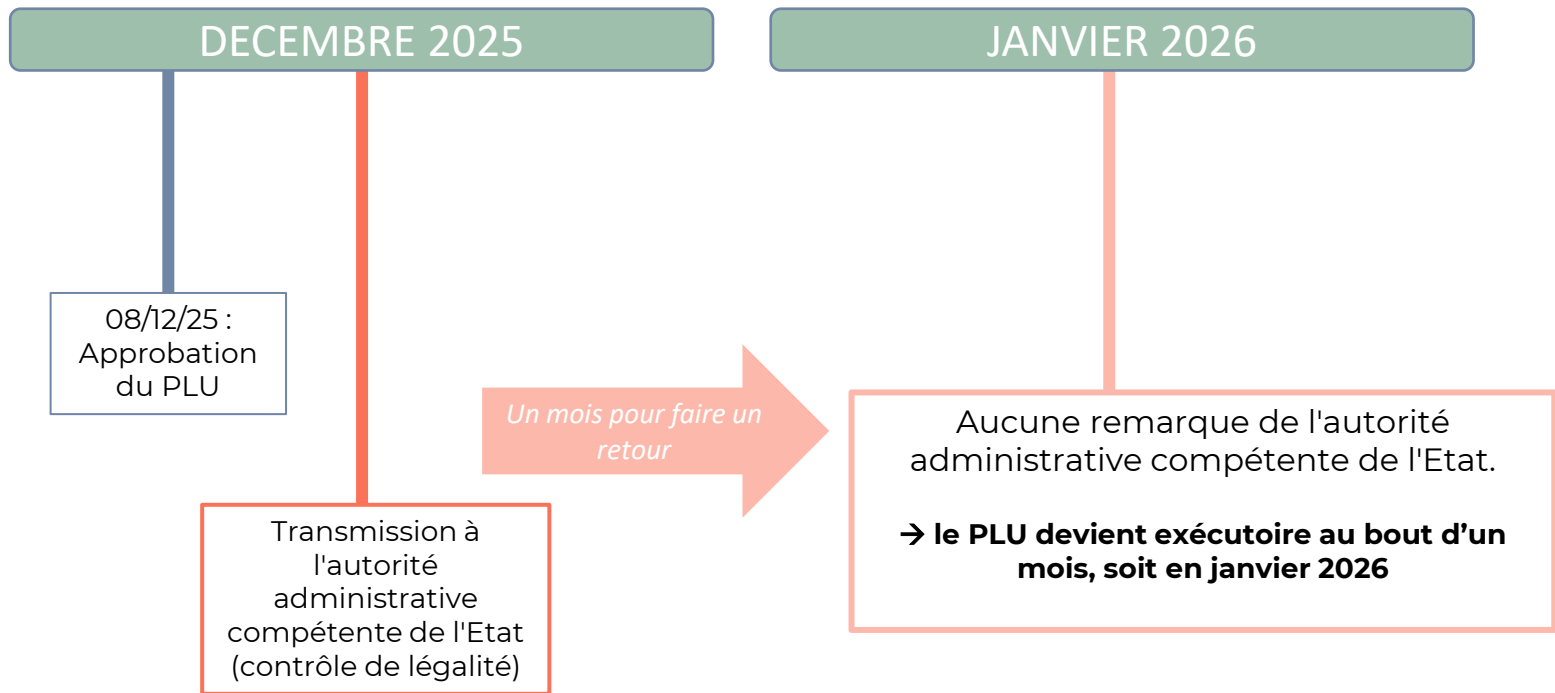 DECEMBRE 2025
JANVIER 2026
08/12/25 :
Approbation
du PLU
Transmission à
l'autorité
administrative
compétente de l'Etat
(contrôle de légalité)
Un mois pour faire un
retour
Aucune remarque de l'autorité
administrative compétente de l'Etat.
→ le PLU devient exécutoire au bout d’un
mois, soit en janvier 2026